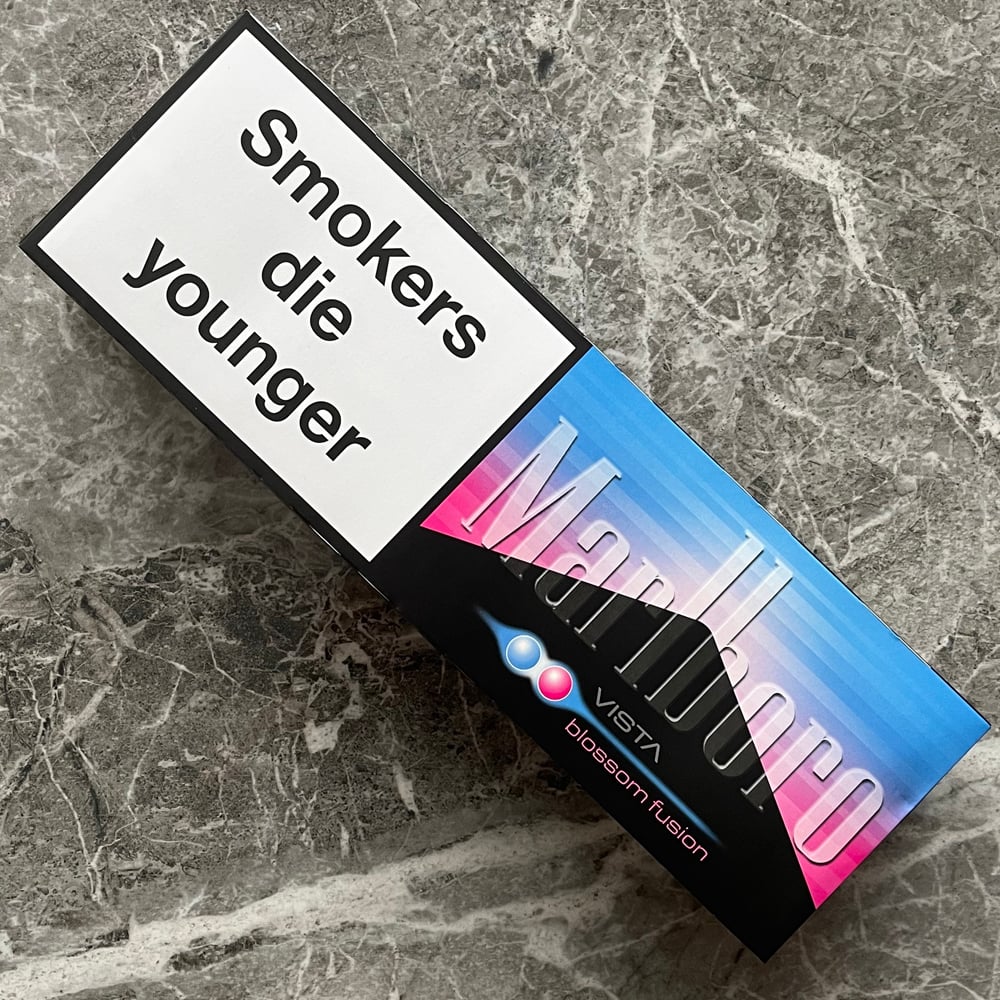 Smokers
die
younger
Marlboro
VISTA
blossom fusion